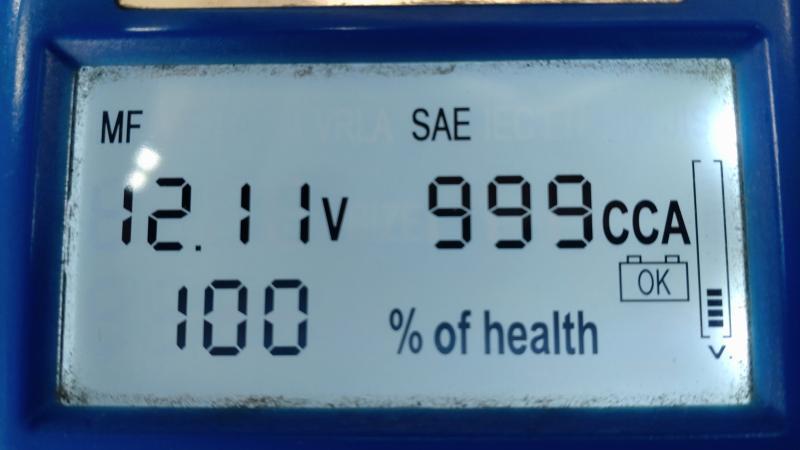 MF SAE
12.11V 999CCA
OK
100 % of health